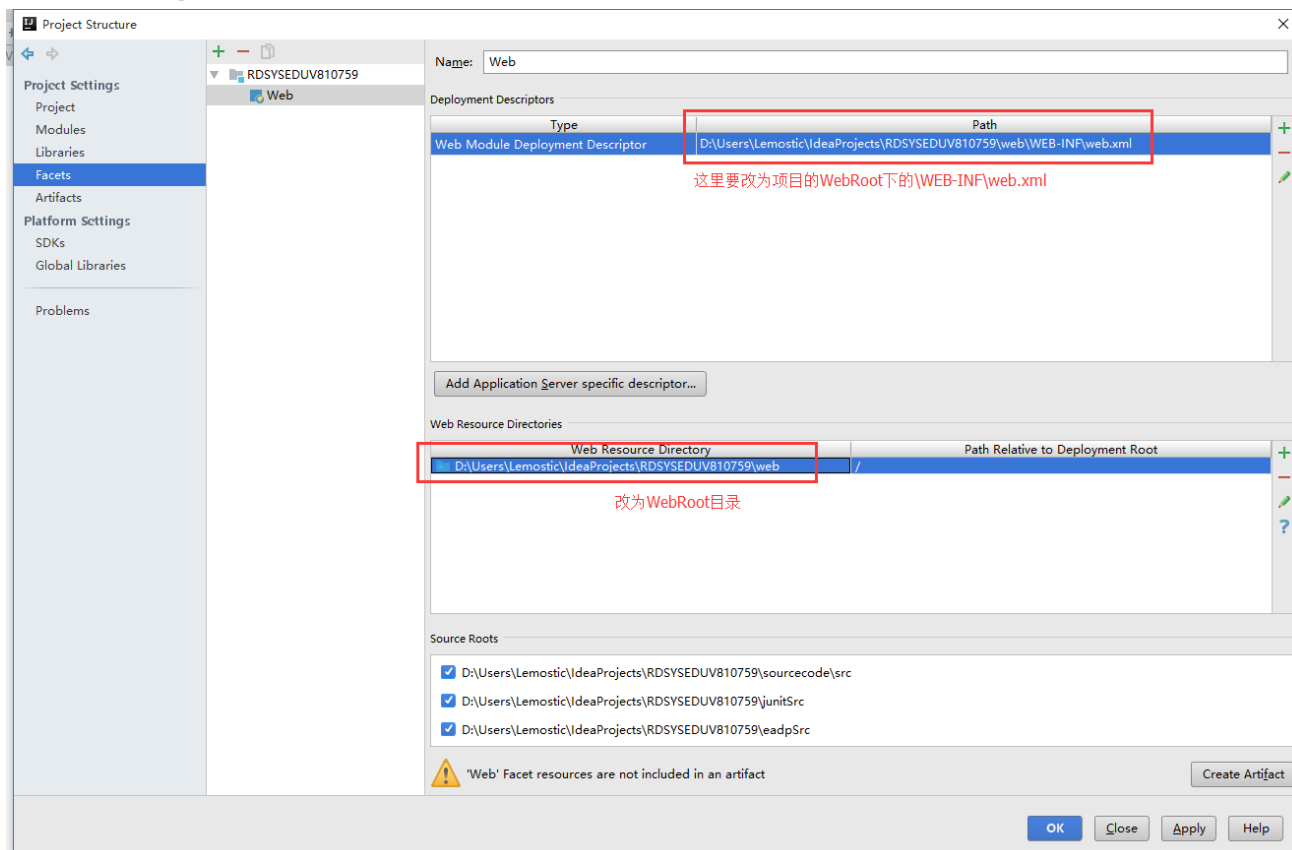 Project Structure
Project Settings
Project
Modules
Libraries
Facets
Artifacts
Platform Settings
SDKs
Global Libraries
Problems
RDSYSEDUV810759
Web
Name: Web
Deployment Descriptors
Type Path
Web Module Deployment Descriptor D:\Users\Lemostic\IdeaProjects\RDSYSEDUV810759\web\WEB-INF\web.xml
这里要改为项目的WebRoot下的\WEB-INF\web.xml
Add Application Server specific descriptor...
Web Resource Directories
Web Resource Directory Path Relative to Deployment Root
D:\Users\Lemostic\IdeaProjects\RDSYSEDUV810759\web /
改为WebRoot目录
Source Roots
D:\Users\Lemostic\IdeaProjects\RDSYSEDUV810759\sourcecode\src
D:\Users\Lemostic\IdeaProjects\RDSYSEDUV810759\junitSrc
D:\Users\Lemostic\IdeaProjects\RDSYSEDUV810759\eadpSrc
'Web' Facet resources are not included in an artifact Create Artifact
OK Close Apply Help